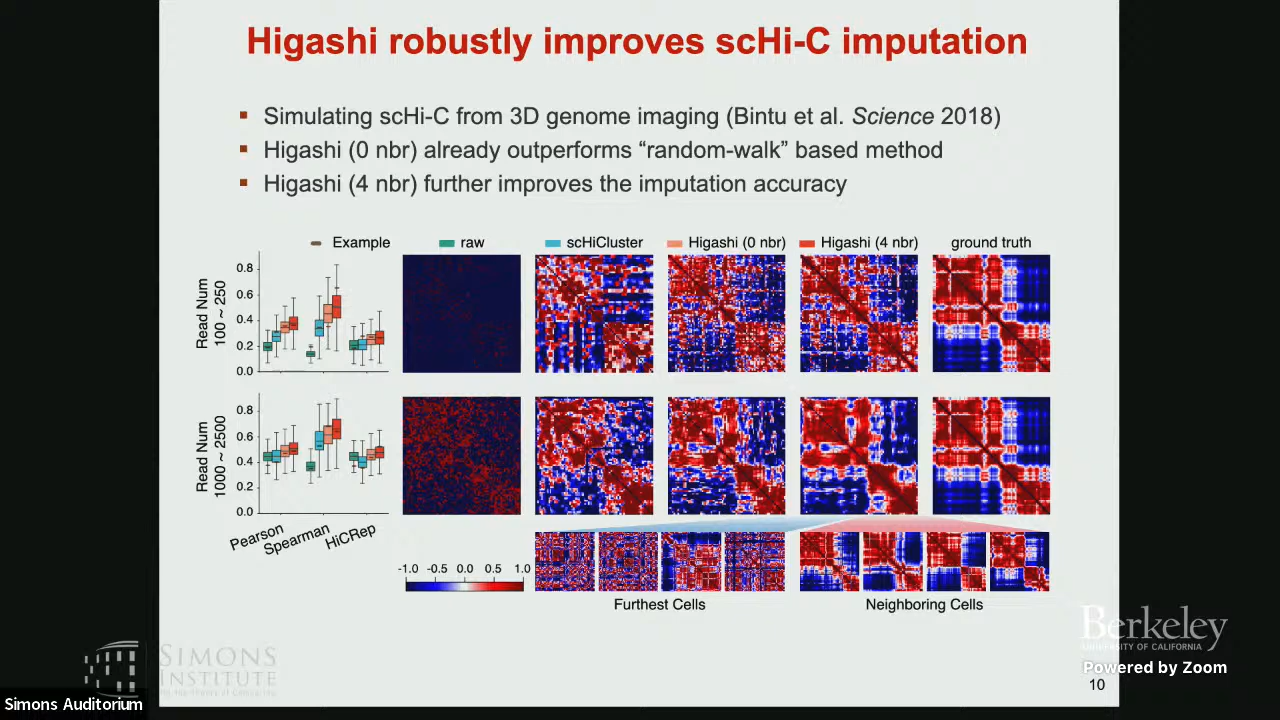 Higashi robustly improves scHi-C imputation
Simulating scHi-C from 3D genome imaging (Bintu et al. Science 2018)
Higashi (0 nbr) already outperforms “random-walk” based method
Higashi (4 nbr) further improves the imputation accuracy
Example
raw
scHiCluster
Higashi (0 nbr)
Higashi (4 nbr)
ground truth
Read Num
100 ~ 250
0.8
0.6
0.4
0.2
0.0
Read Num
1000 ~ 2500
0.8
0.6
0.4
0.2
0.0
Pearson
Spearman
HiCRep
-1.0 -0.5 0.0 0.5 1.0
Furthest Cells
Neighboring Cells
Berkeley
UNIVERSITY OF CALIFORNIA
Powered by Zoom
10
SIMONS
INSTITUTE
for the Theory of Computing
Simons Auditorium